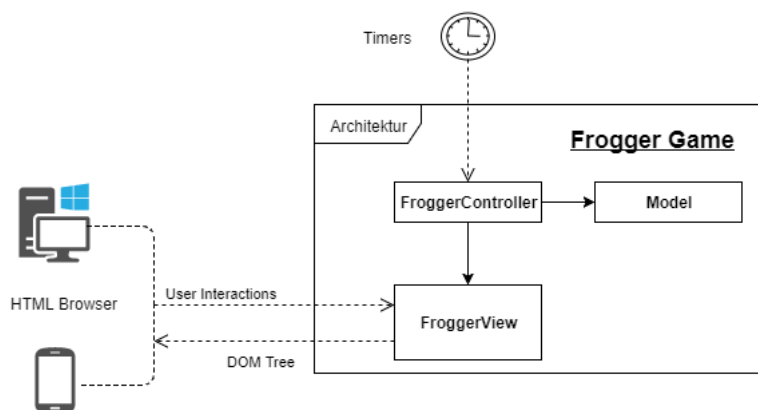 Timers
Architektur
Frogger Game
FroggerController
Model
HTML Browser
User Interactions
FroggerView
DOM Tree